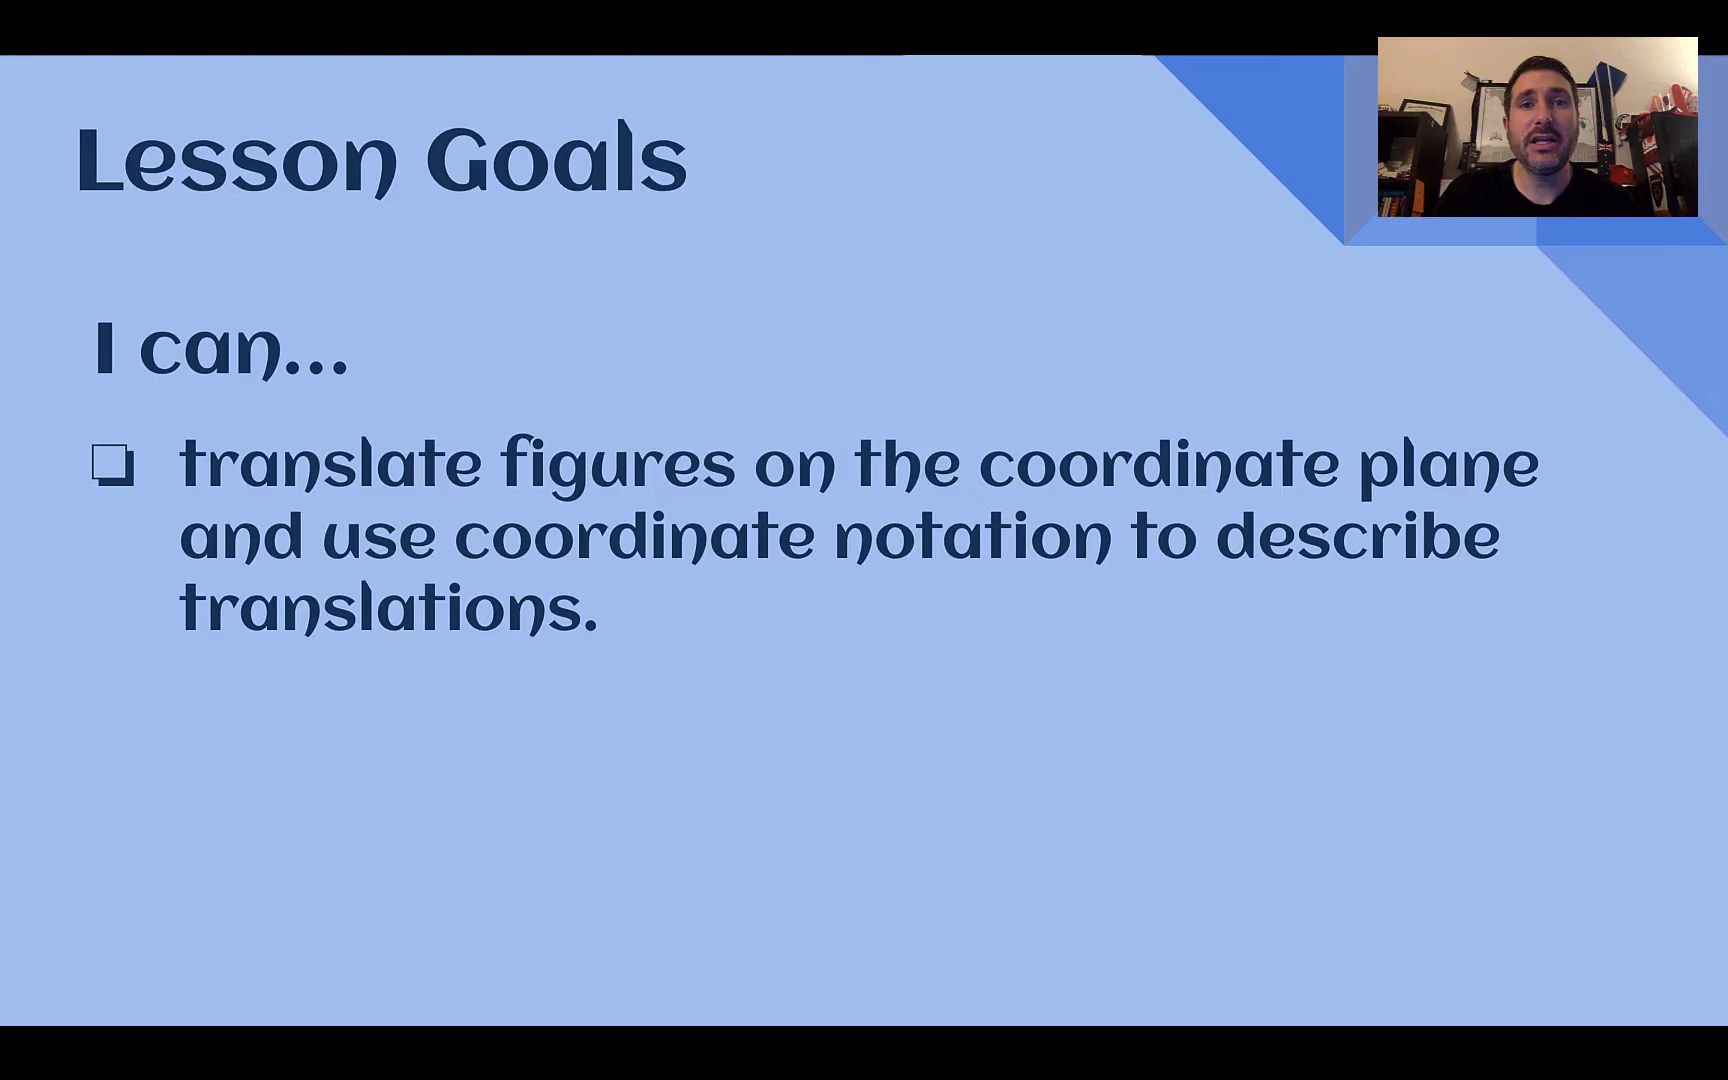 Lesson Goals
I can...
❏ translate figures on the coordinate plane
and use coordinate notation to describe
translations.